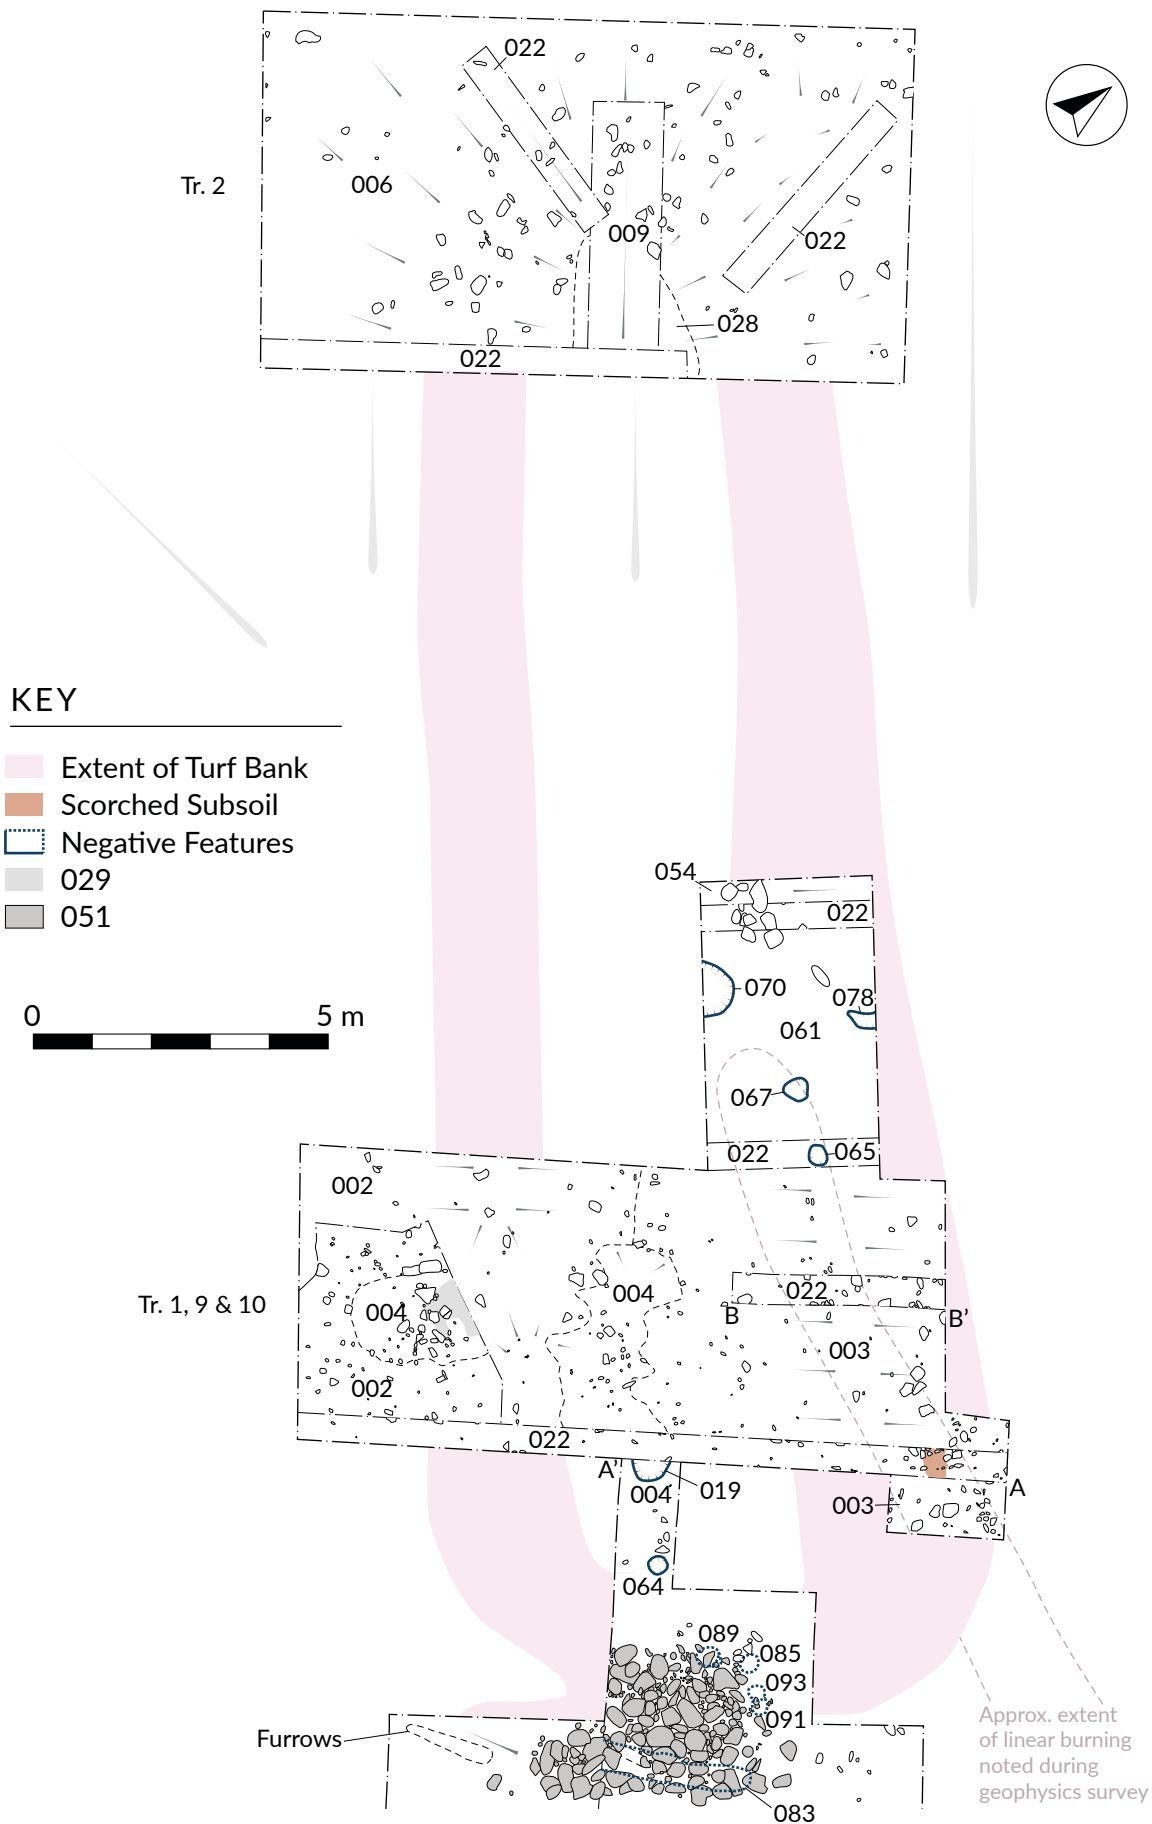 022
Tr. 2
006
009
022
028
022
KEY
Extent of Turf Bank
Scorched Subsoil
Negative Features
029
051
0 5 m
054
022
070
078
061
067
022
065
002
Tr. 1, 9 & 10
004
004
022
B
B’
003
002
022
A’
019
004
A
003
064
089
085
093
091
Furrows
083
Approx. extent
of linear burning
noted during
geophysics survey